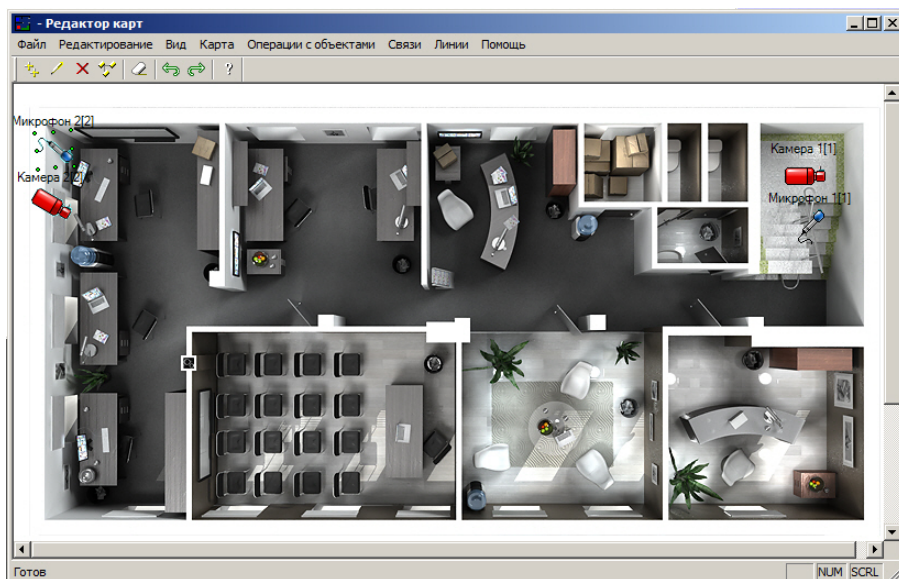 - Редактор карт
Файл Редактирование Вид Карта Операции с объектами Связи Линии Помощь
Микрофон 2[2]
Камера 2[2]
Камера 1[1]
Микрофон 1[1]
Готов
NUM SCRL